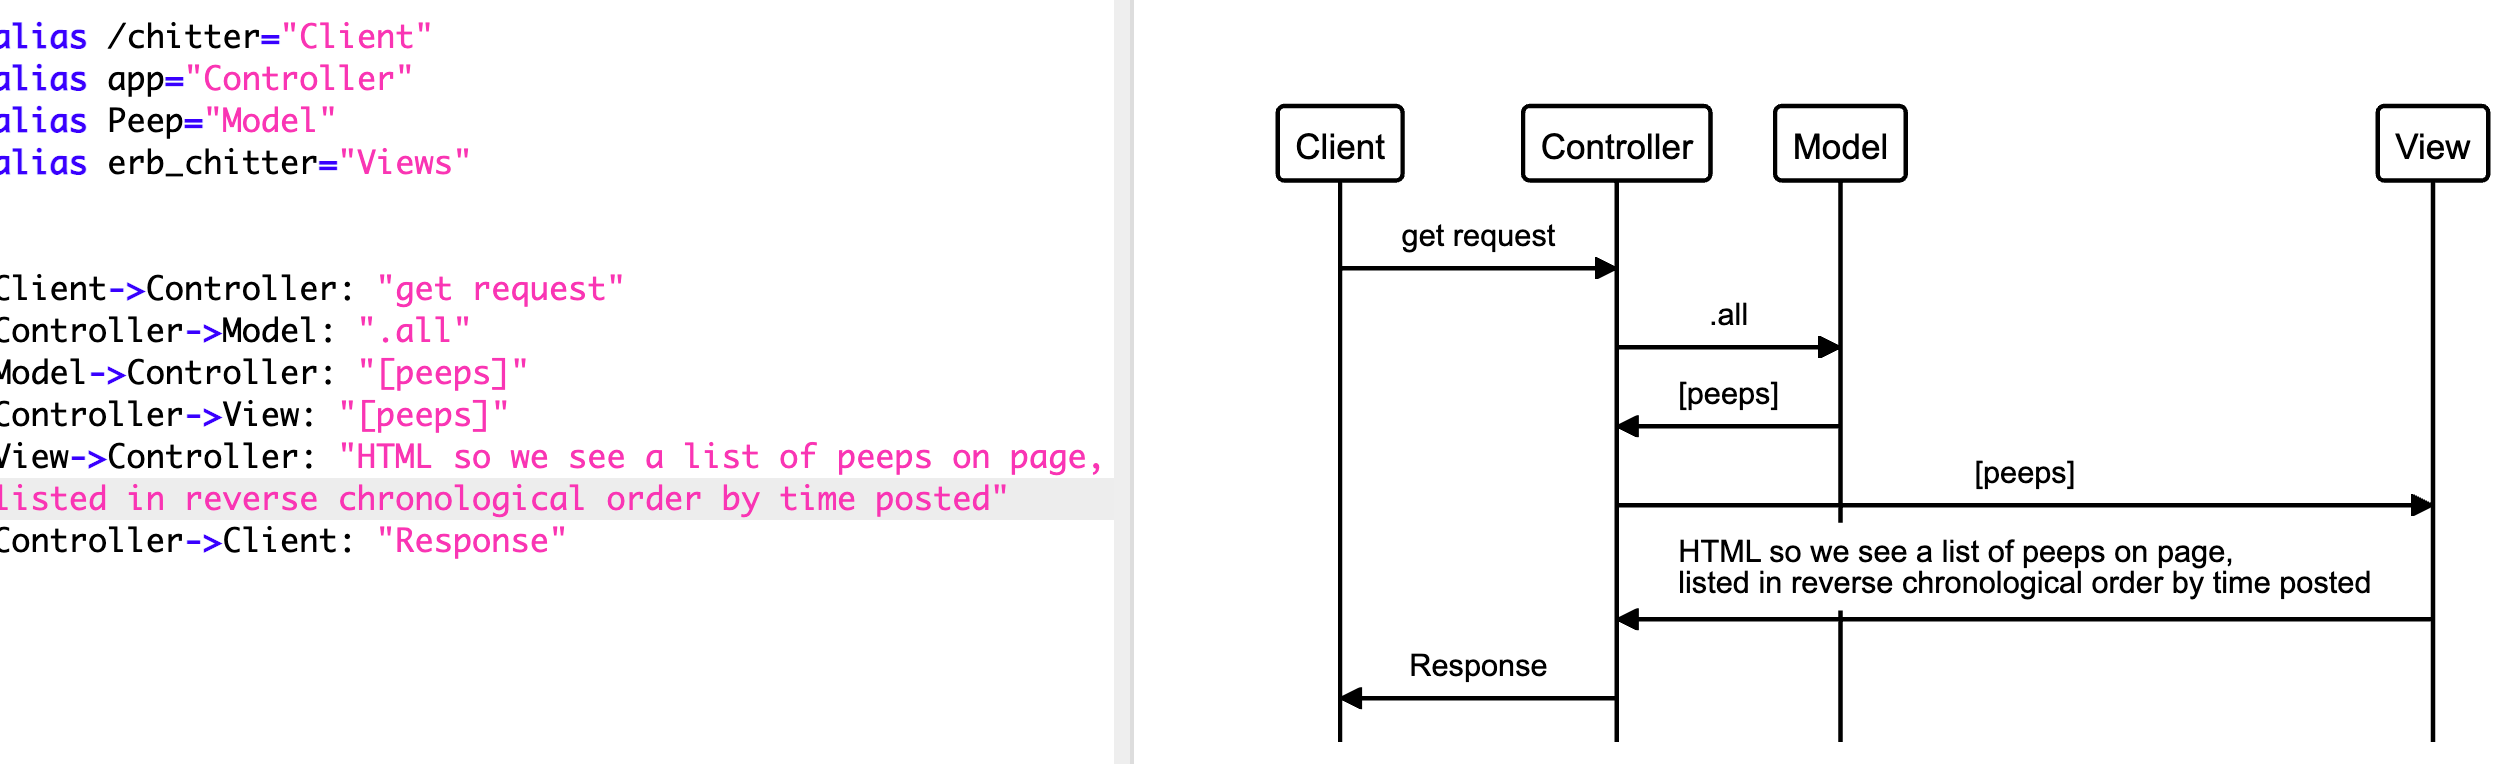 alias /chitter="Client"
alias app="Controller"
alias Peep="Model"
alias erb_chitter="Views"
Client->Controller: "get request"
Controller->Model: ".all"
Model->Controller: "[peeps]"
Controller->View: "[peeps]"
View->Controller: "HTML so we see a list of peeps on page,
listed in reverse chronological order by time posted"
Controller->Client: "Response"
Client
Controller
Model
View
get request
.all
[peeps]
[peeps]
HTML so we see a list of peeps on page,
listed in reverse chronological order by time posted
Response